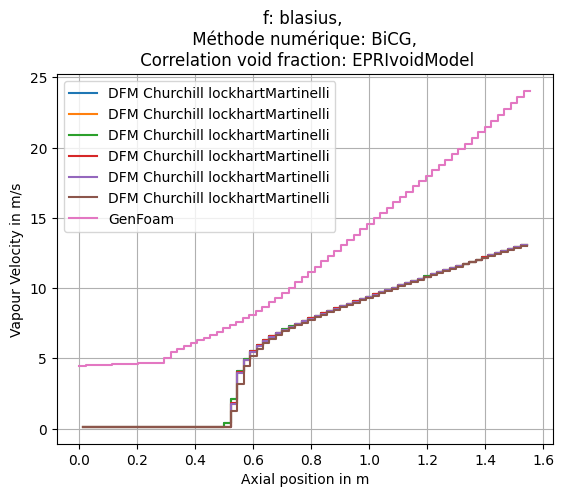 f: blasius,
Méthode numérique: BiCG,
Correlation void fraction: EPRIvoidModel
25
20
15
10
5
0
Vapour Velocity in m/s
DFM Churchill lockhartMartinelli
DFM Churchill lockhartMartinelli
DFM Churchill lockhartMartinelli
DFM Churchill lockhartMartinelli
DFM Churchill lockhartMartinelli
DFM Churchill lockhartMartinelli
GenFoam
0.0 0.2 0.4 0.6 0.8 1.0 1.2 1.4 1.6
Axial position in m